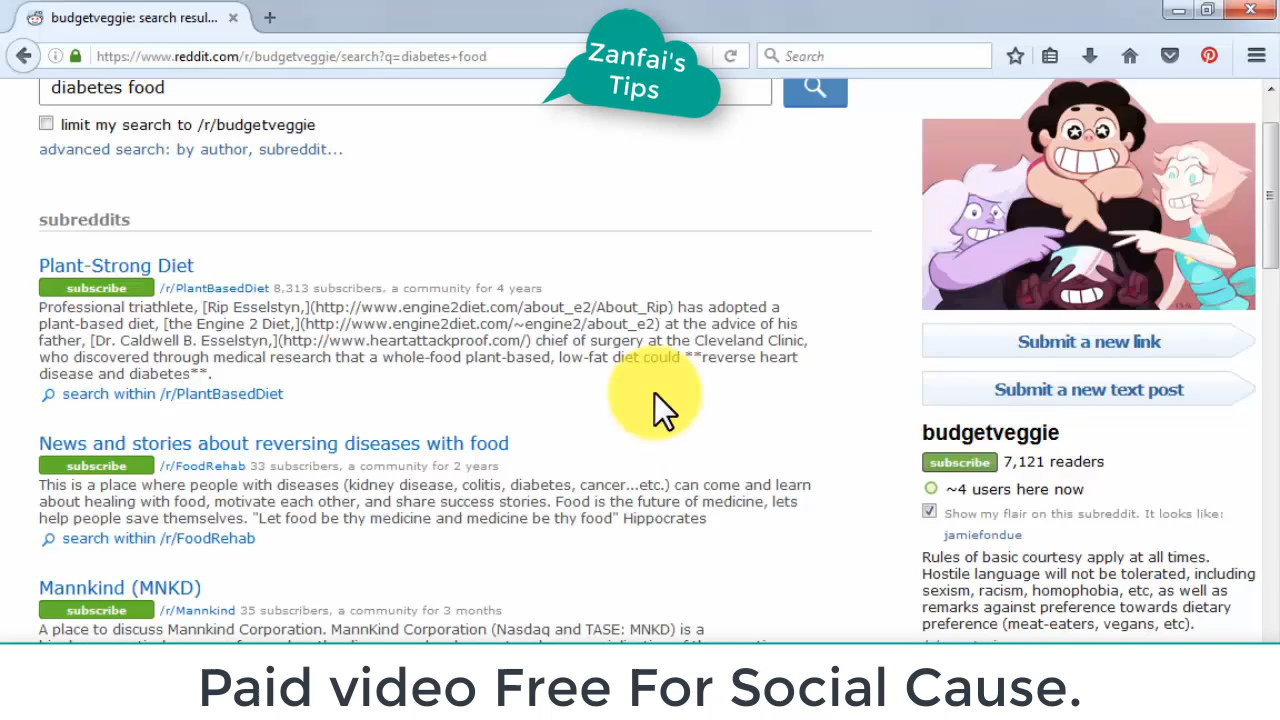 budgetveggie: search resul...
https://www.reddit.com/r/budgetveggie/search?q=diabetes+food
Search
Zanfai's
Tips
diabetes food
limit my search to /r/budgetveggie
advanced search: by author, subreddit...
subreddits
Plant-Strong Diet
subscribe /r/PlantBasedDiet 8,313 subscribers, a community for 4 years
Professional triathlete, [Rip Esselstyn,](http://www.engine2diet.com/about_e2/About_Rip) has adopted a
plant-based diet, [the Engine 2 Diet,](http://www.engine2diet.com/~engine2/about_e2) at the advice of his
father, [Dr. Caldwell B. Esselstyn,](http://www.heartattackproof.com/) chief of surgery at the Cleveland Clinic,
who discovered through medical research that a whole-food plant-based, low-fat diet could **reverse heart
disease and diabetes**.
search within /r/PlantBasedDiet
News and stories about reversing diseases with food
subscribe /r/FoodRehab 33 subscribers, a community for 2 years
This is a place where people with diseases (kidney disease, colitis, diabetes, cancer...etc.) can come and learn
about healing with food, motivate each other, and share success stories. Food is the future of medicine, lets
help people save themselves. "Let food be thy medicine and medicine be thy food" Hippocrates
search within /r/FoodRehab
Mannkind (MNKD)
subscribe /r/Mannkind 35 subscribers, a community for 3 months
A place to discuss Mannkind Corporation. MannKind Corporation (Nasdaq and TASE: MNKD) is a
Submit a new link
Submit a new text post
budgetveggie
subscribe 7,121 readers
~4 users here now
Show my flair on this subreddit. It looks like:
jamiefondue
Rules of basic courtesy apply at all times.
Hostile language will not be tolerated, including
sexism, racism, homophobia, etc, as well as
remarks against preference towards dietary
preference (meat-eaters, vegans, etc).
Paid video Free For Social Cause.